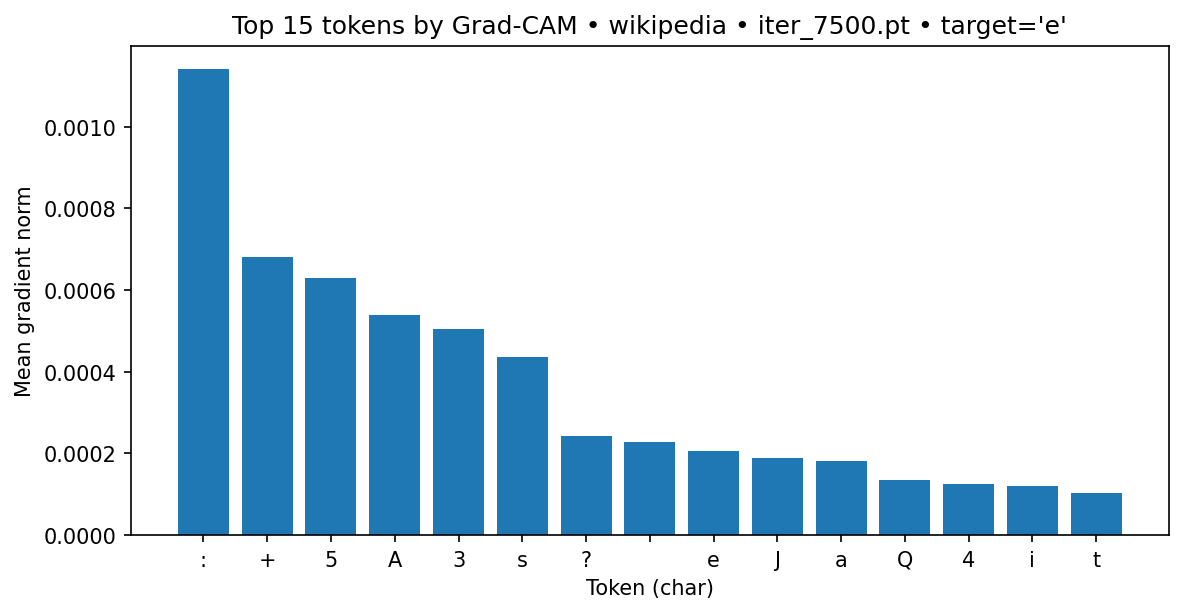 Top 15 tokens by Grad-CAM • wikipedia • iter_7500.pt • target='e'
Mean gradient norm
0.0010
0.0008
0.0006
0.0004
0.0002
0.0000
: + 5 A 3 s ? ' e J a Q 4 i t
Token (char)